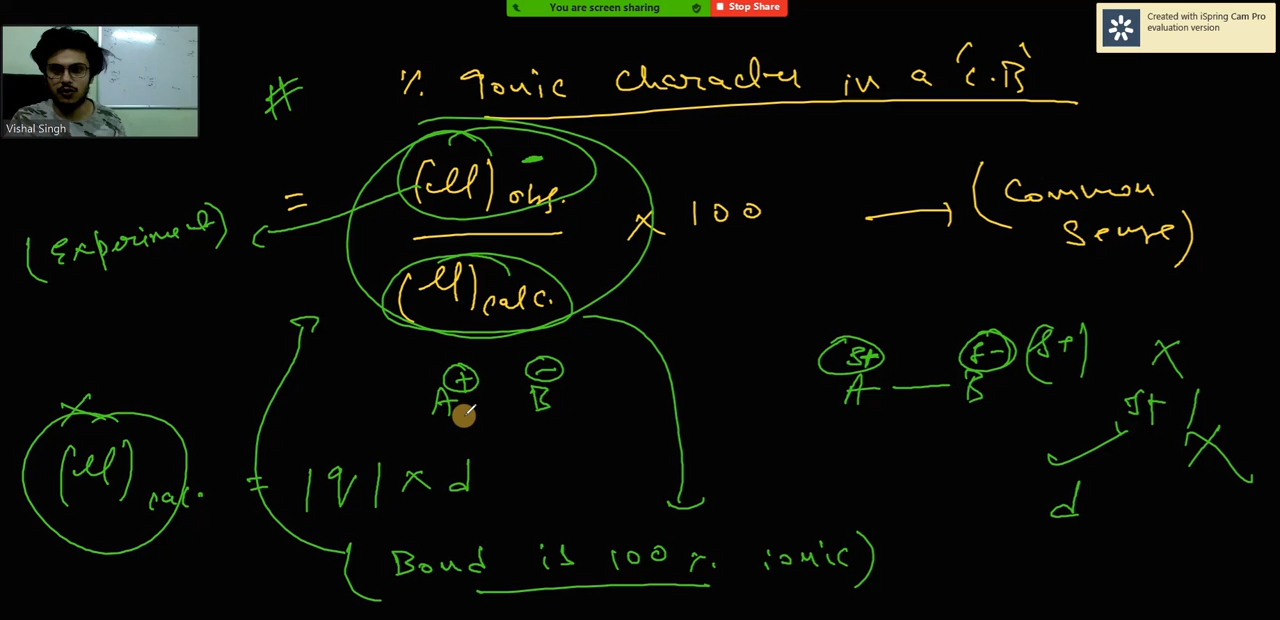 You are screen sharing
Stop Share
Created with iSpring Cam Pro
evaluation version
Vishal Singh
# % Ionic character in a 'C.B'
= (μ) obs. × 100 → (Common Sense)
(μ) calc.
(Experiment)
A⊕ B⊖
δ+ δ- (δ+) X
A — B
d
(μ) cal. = |q| × d
(Bond is 100 % ionic)